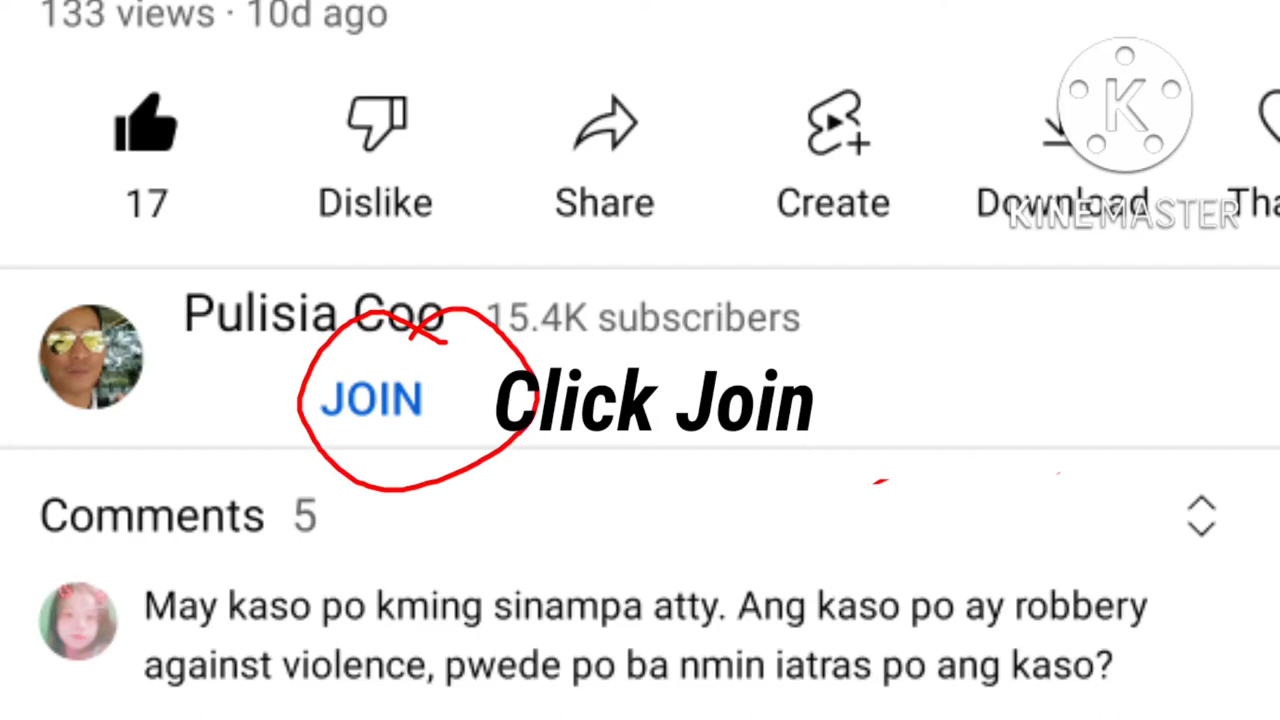 133 views · 10d ago
17 Dislike Share Create Download Tha
KINEMASTER
Pulisia Coo 15.4K subscribers
JOIN Click Join
Comments 5
May kaso po kming sinampa atty. Ang kaso po ay robbery
against violence, pwede po ba nmin iatras po ang kaso?